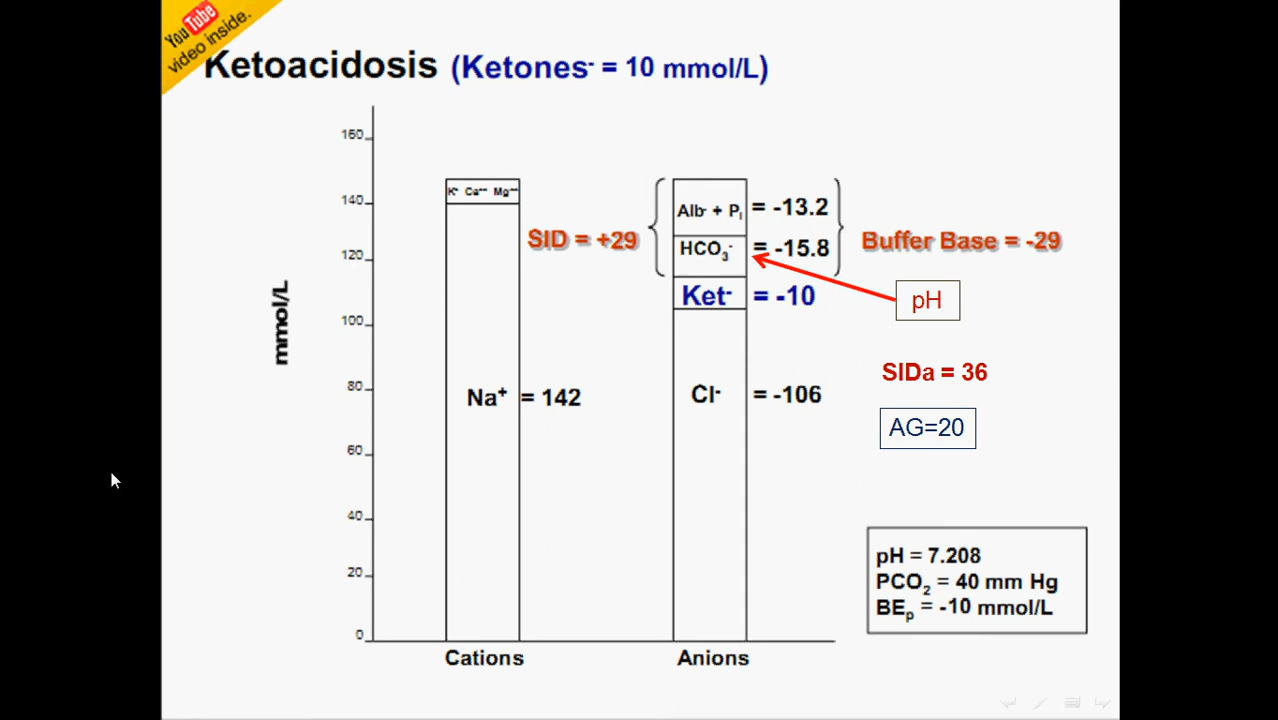 You Tube
video inside.
Ketoacidosis (Ketones⁻ = 10 mmol/L)
160
140
120
100
80
60
40
20
0
mmol/L
K⁺ Ca⁺⁺ Mg⁺⁺
Na⁺ = 142
SID = +29
Alb⁻ + Pᵢ = -13.2
HCO₃⁻ = -15.8
Ket⁻ = -10
Cl⁻ = -106
Buffer Base = -29
pH
SIDa = 36
AG=20
pH = 7.208
PCO₂ = 40 mm Hg
BEₚ = -10 mmol/L
Cations
Anions